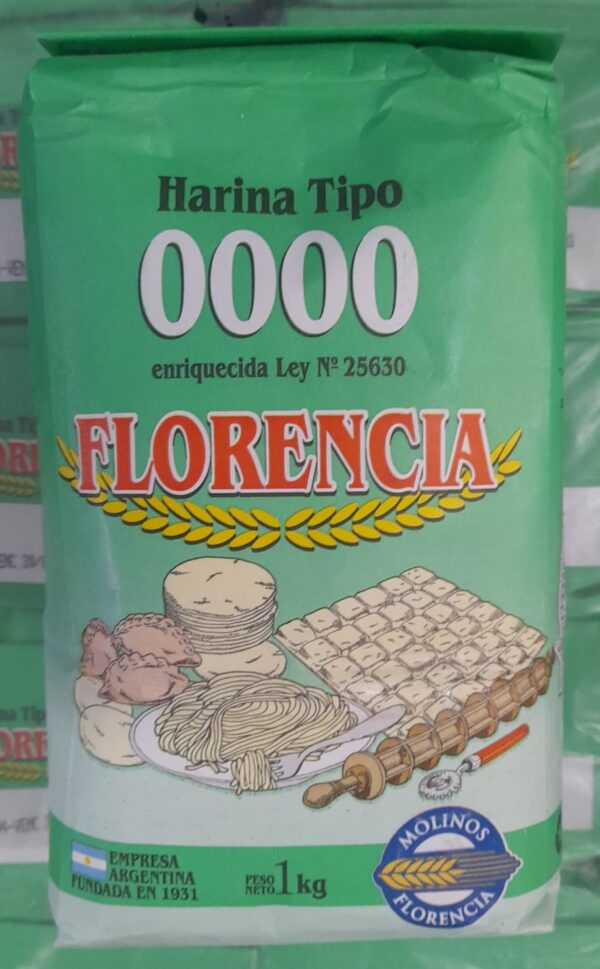 Harina Tipo
0000
enriquecida Ley Nº 25630
FLORENCIA
EMPRESA
ARGENTINA
FUNDADA EN 1931
PESO
NETO 1 kg
MOLINOS
FLORENCIA